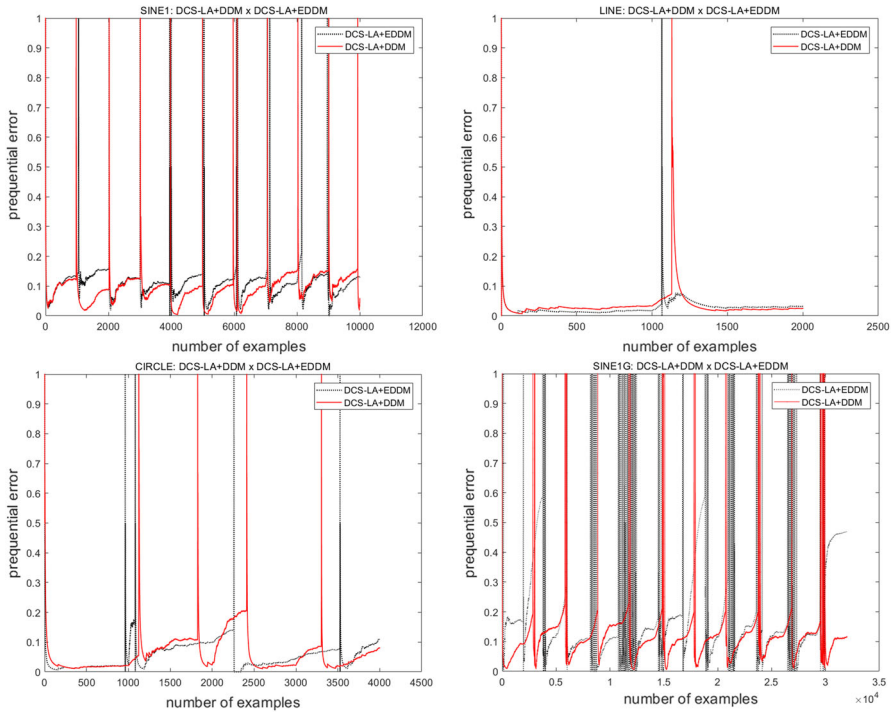 SINE1: DCS-LA+DDM x DCS-LA+EDDM
prequential error
1
0.9
0.8
0.7
0.6
0.5
0.4
0.3
0.2
0.1
0
DCS-LA+EDDM
DCS-LA+DDM
0 2000 4000 6000 8000 10000 12000
number of examples
LINE: DCS-LA+DDM x DCS-LA+EDDM
prequential error
1
0.9
0.8
0.7
0.6
0.5
0.4
0.3
0.2
0.1
0
DCS-LA+EDDM
DCS-LA+DDM
0 500 1000 1500 2000 2500
number of examples
CIRCLE: DCS-LA+DDM x DCS-LA+EDDM
prequential error
1
0.9
0.8
0.7
0.6
0.5
0.4
0.3
0.2
0.1
0
DCS-LA+EDDM
DCS-LA+DDM
0 500 1000 1500 2000 2500 3000 3500 4000 4500
number of examples
SINE1G: DCS-LA+DDM x DCS-LA+EDDM
prequential error
1
0.9
0.8
0.7
0.6
0.5
0.4
0.3
0.2
0.1
0
DCS-LA+EDDM
DCS-LA+DDM
0 0.5 1 1.5 2 2.5 3 3.5
number of examples
× 10⁴